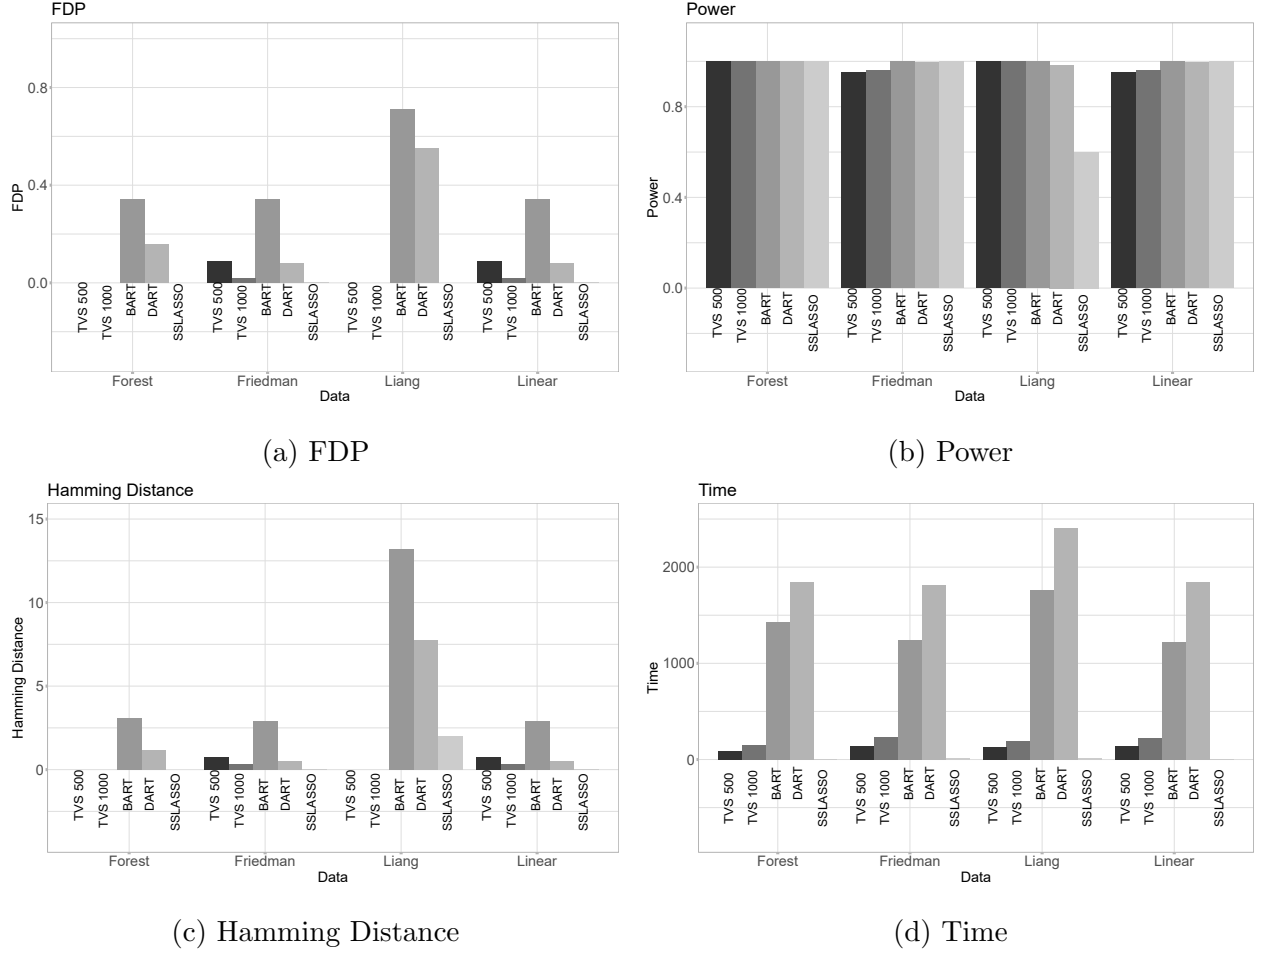 FDP
FDP
0.8
0.4
0.0
TVS 500
TVS 1000
BART
DART
SSLASSO
TVS 500
TVS 1000
BART
DART
SSLASSO
TVS 500
TVS 1000
BART
DART
SSLASSO
TVS 500
TVS 1000
BART
DART
SSLASSO
Forest Friedman Liang Linear
Data
(a) FDP
Power
Power
0.8
0.4
0.0
TVS 500
TVS 1000
BART
DART
SSLASSO
TVS 500
TVS 1000
BART
DART
SSLASSO
TVS 500
TVS 1000
BART
DART
SSLASSO
TVS 500
TVS 1000
BART
DART
SSLASSO
Forest Friedman Liang Linear
Data
(b) Power
Hamming Distance
Hamming Distance
15
10
5
0
TVS 500
TVS 1000
BART
DART
SSLASSO
TVS 500
TVS 1000
BART
DART
SSLASSO
TVS 500
TVS 1000
BART
DART
SSLASSO
TVS 500
TVS 1000
BART
DART
SSLASSO
Forest Friedman Liang Linear
Data
(c) Hamming Distance
Time
Time
2000
1000
0
TVS 500
TVS 1000
BART
DART
SSLASSO
TVS 500
TVS 1000
BART
DART
SSLASSO
TVS 500
TVS 1000
BART
DART
SSLASSO
TVS 500
TVS 1000
BART
DART
SSLASSO
Forest Friedman Liang Linear
Data
(d) Time